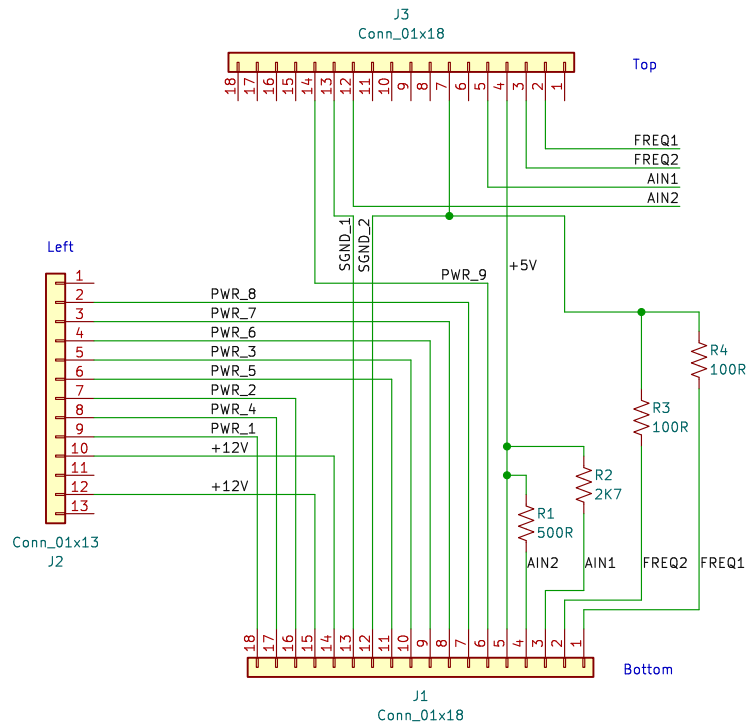 J3
Conn_01x18
Top
18 17 16 15 14 13 12 11 10 9 8 7 6 5 4 3 2 1
FREQ1
FREQ2
AIN1
AIN2
SGND_1
SGND_2
Left
+5V
PWR_9
1
2
PWR_8
3
PWR_7
4
PWR_6
5
PWR_3
6
PWR_5
7
PWR_2
8
PWR_4
9
PWR_1
10
+12V
11
12
+12V
13
R4
100R
R3
100R
R2
2K7
R1
500R
Conn_01x13
J2
AIN2
AIN1
FREQ2
FREQ1
18 17 16 15 14 13 12 11 10 9 8 7 6 5 4 3 2 1
Bottom
J1
Conn_01x18